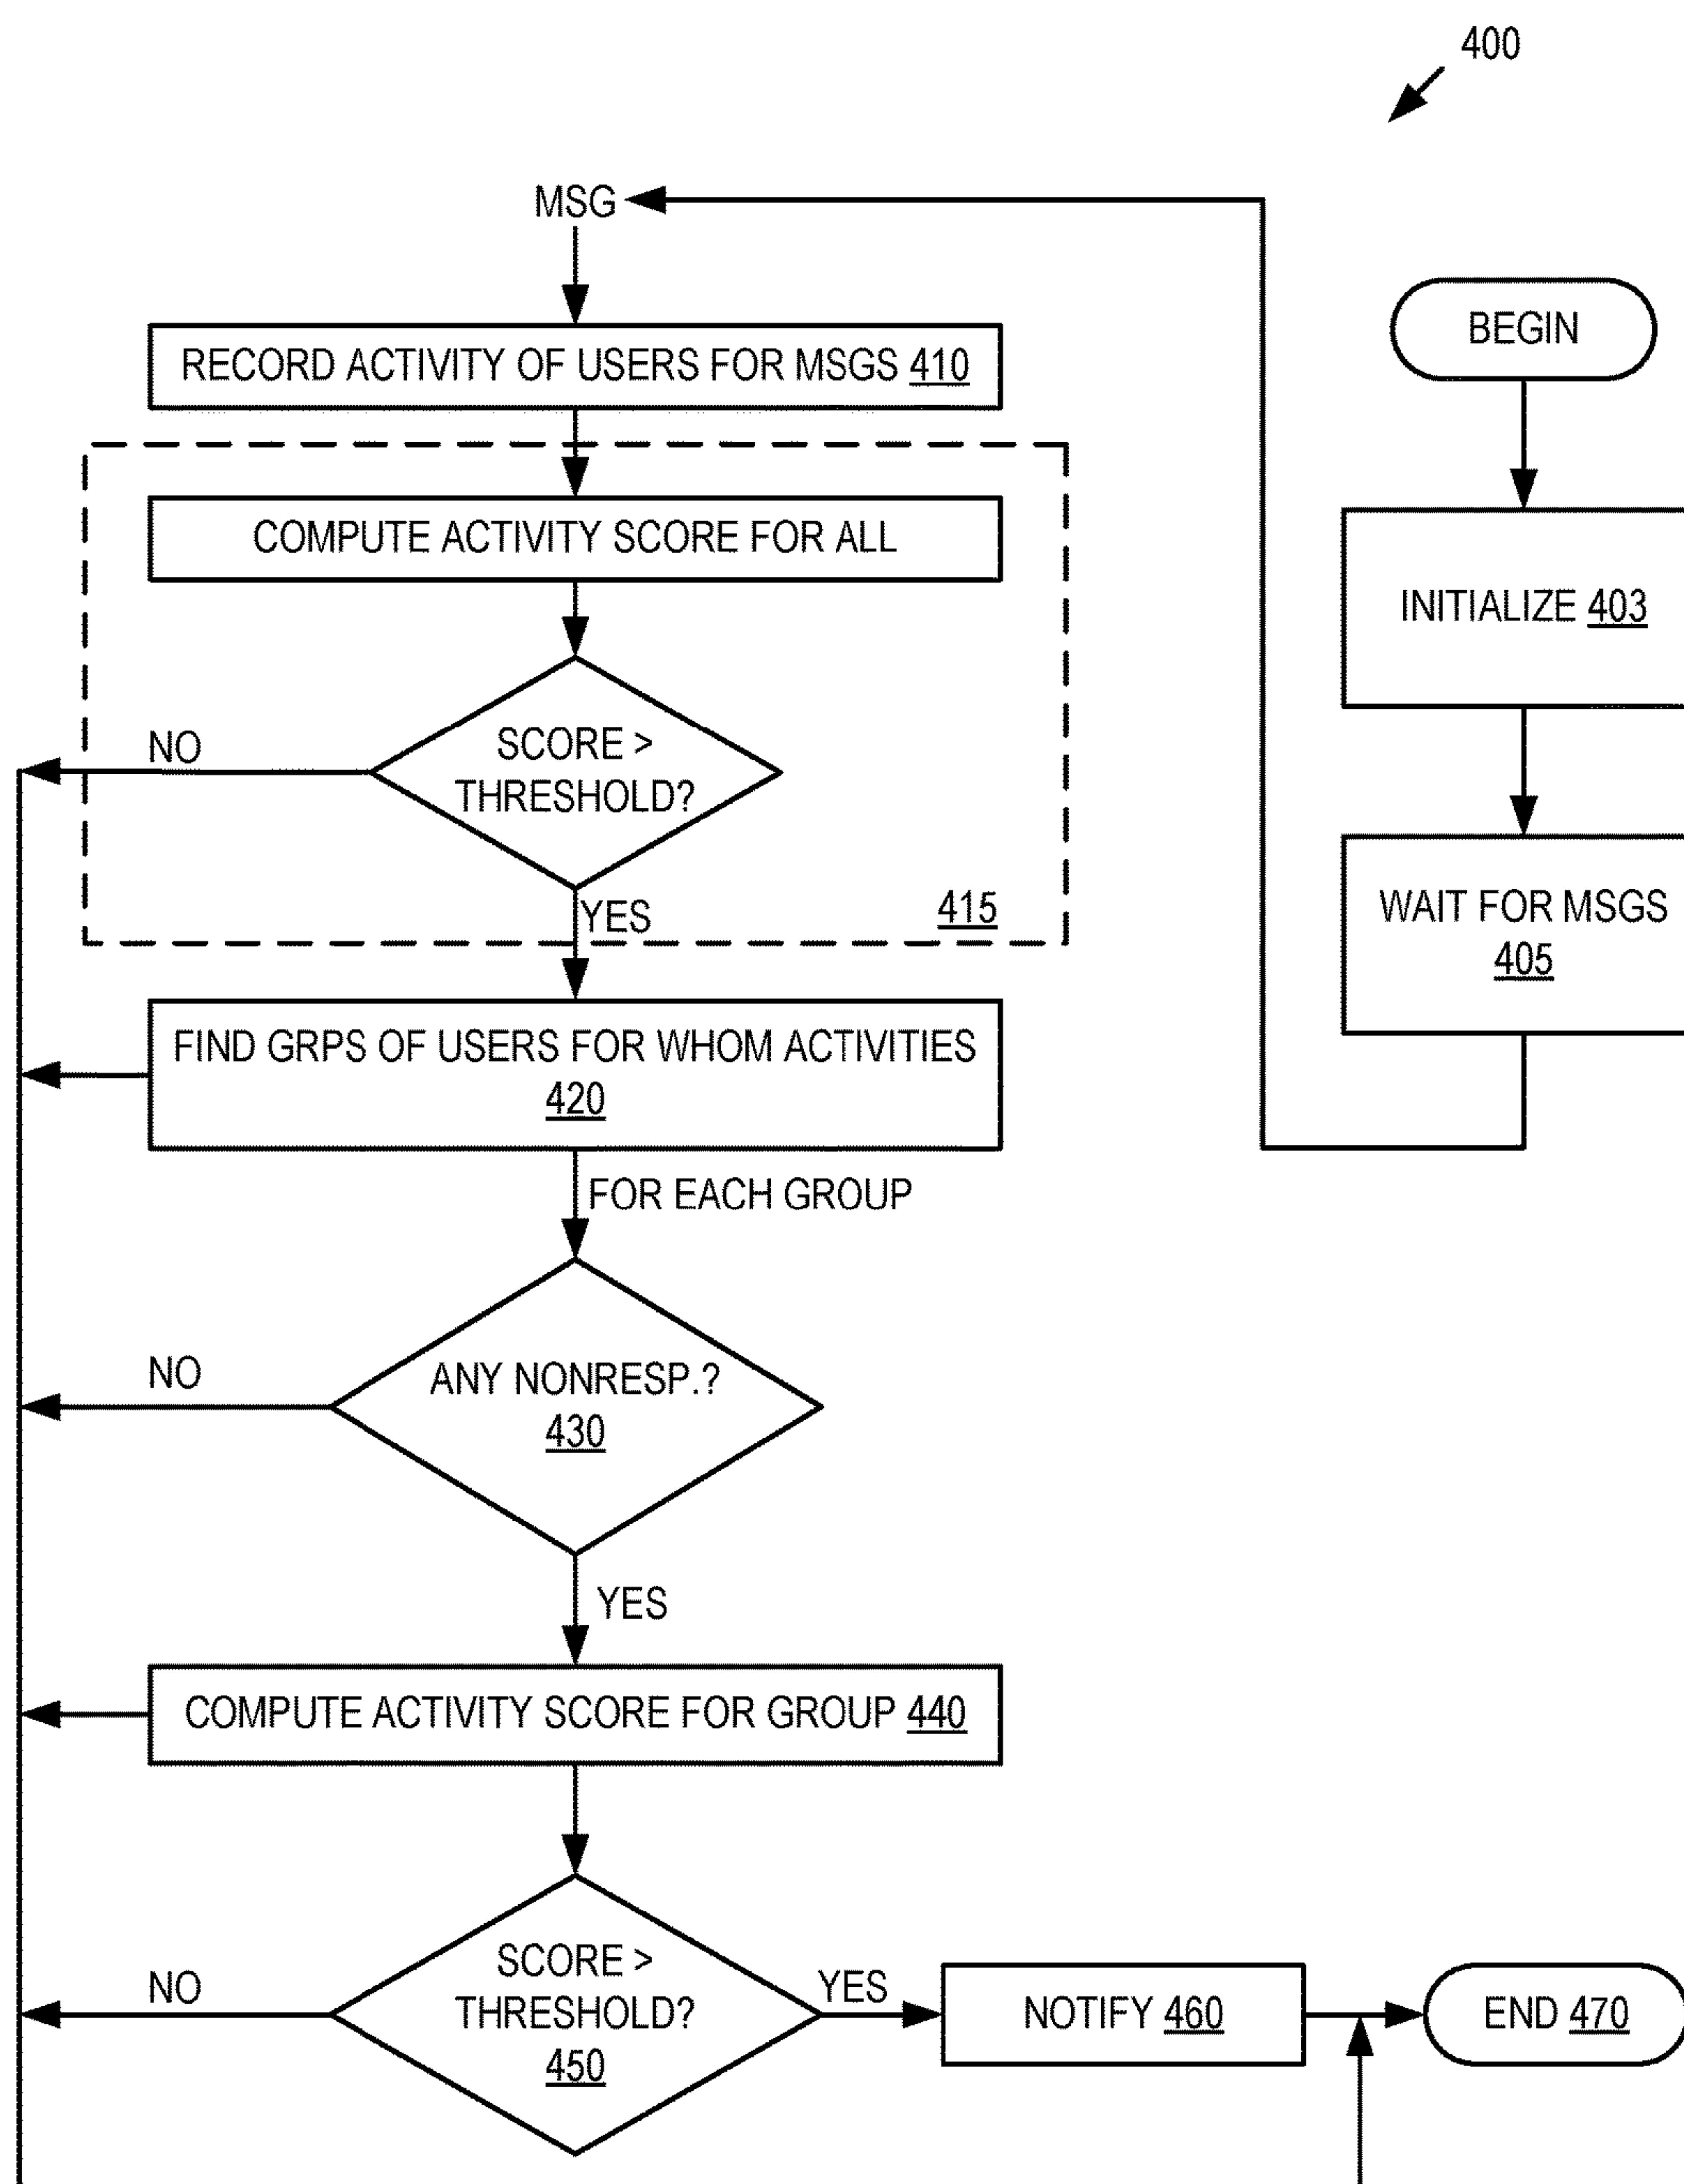 400
MSG
BEGIN
RECORD ACTIVITY OF USERS FOR MSGS 410
COMPUTE ACTIVITY SCORE FOR ALL
INITIALIZE 403
SCORE >
THRESHOLD?
NO
YES
415
WAIT FOR MSGS
405
FIND GRPS OF USERS FOR WHOM ACTIVITIES
420
FOR EACH GROUP
ANY NONRESP.?
430
NO
YES
COMPUTE ACTIVITY SCORE FOR GROUP 440
SCORE >
THRESHOLD?
450
NO
YES
NOTIFY 460
END 470